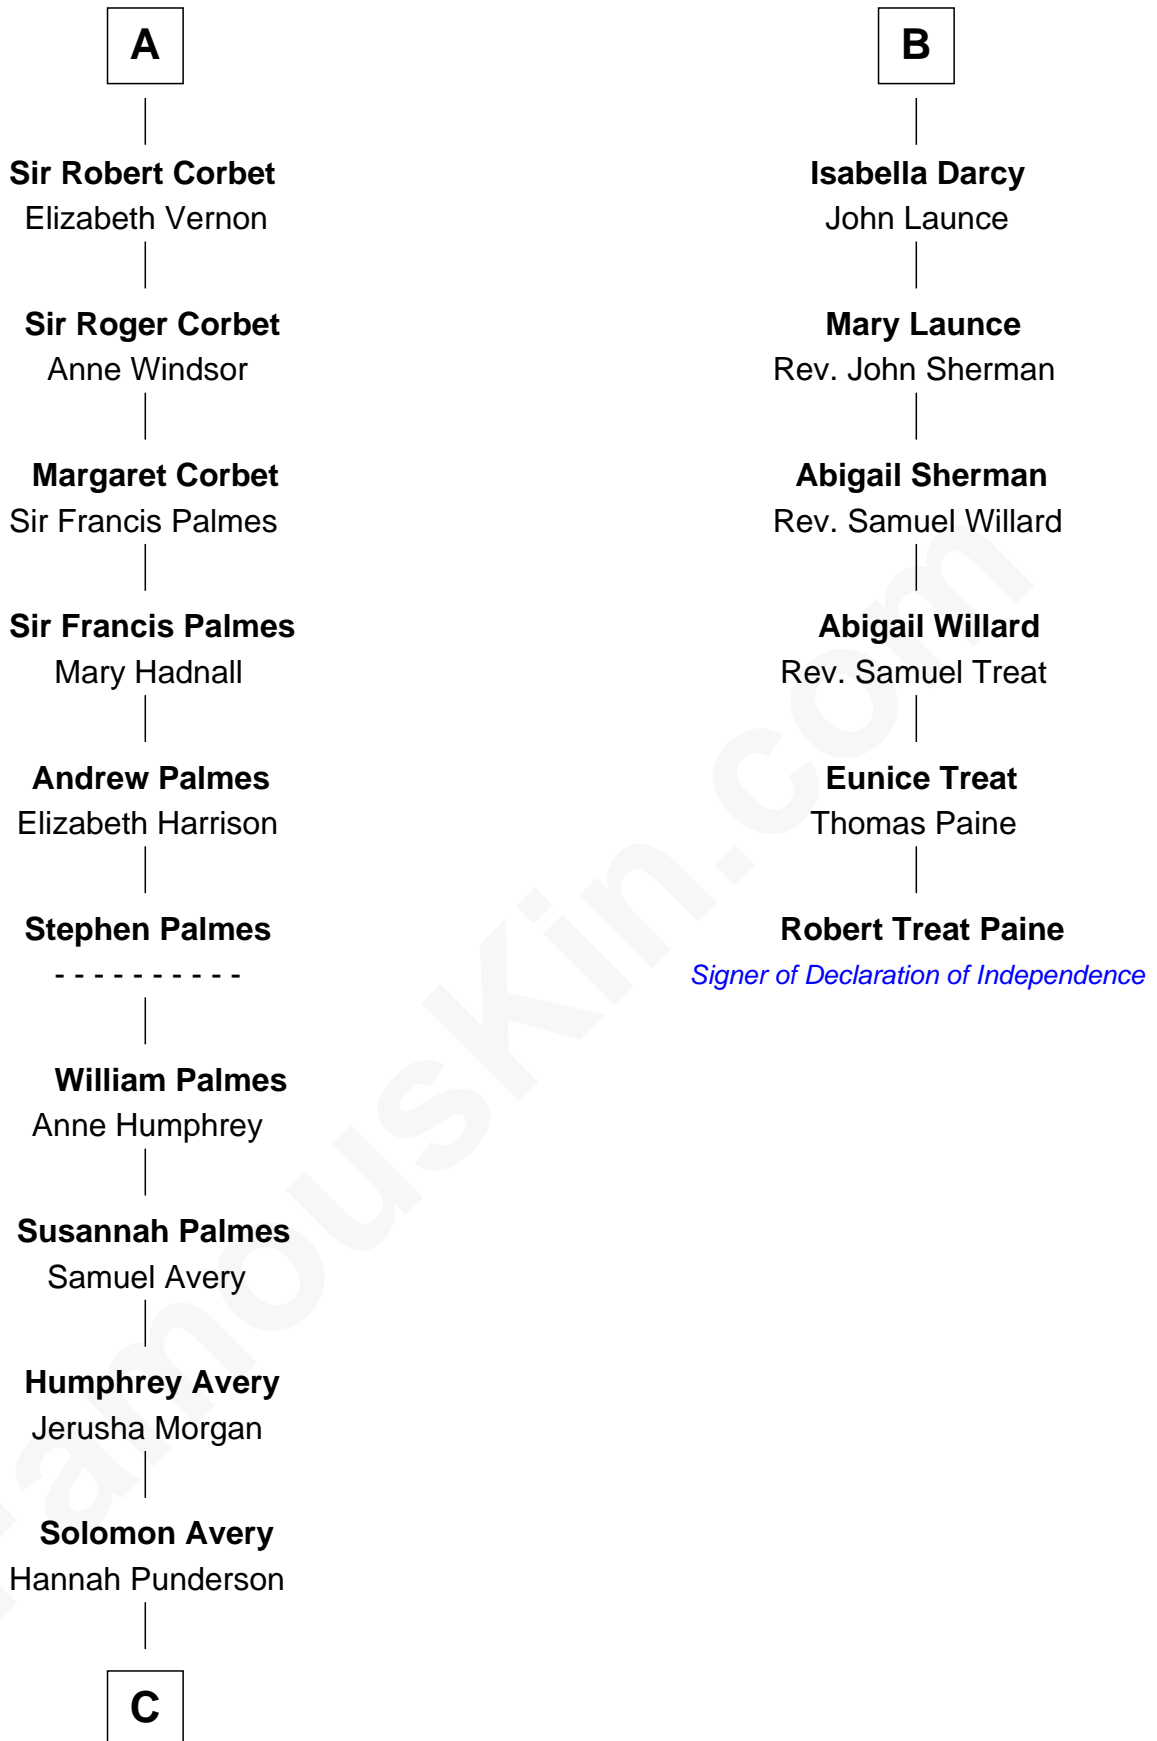 A
Sir Robert Corbet
Elizabeth Vernon
Sir Roger Corbet
Anne Windsor
Margaret Corbet
Sir Francis Palmes
Sir Francis Palmes
Mary Hadnall
Andrew Palmes
Elizabeth Harrison
Stephen Palmes
- - - - - - - - - -
William Palmes
Anne Humphrey
Susannah Palmes
Samuel Avery
Humphrey Avery
Jerusha Morgan
Solomon Avery
Hannah Punderson
C
B
Isabella Darcy
John Launce
Mary Launce
Rev. John Sherman
Abigail Sherman
Rev. Samuel Willard
Abigail Willard
Rev. Samuel Treat
Eunice Treat
Thomas Paine
Robert Treat Paine
Signer of Declaration of Independence
FamousKin.com